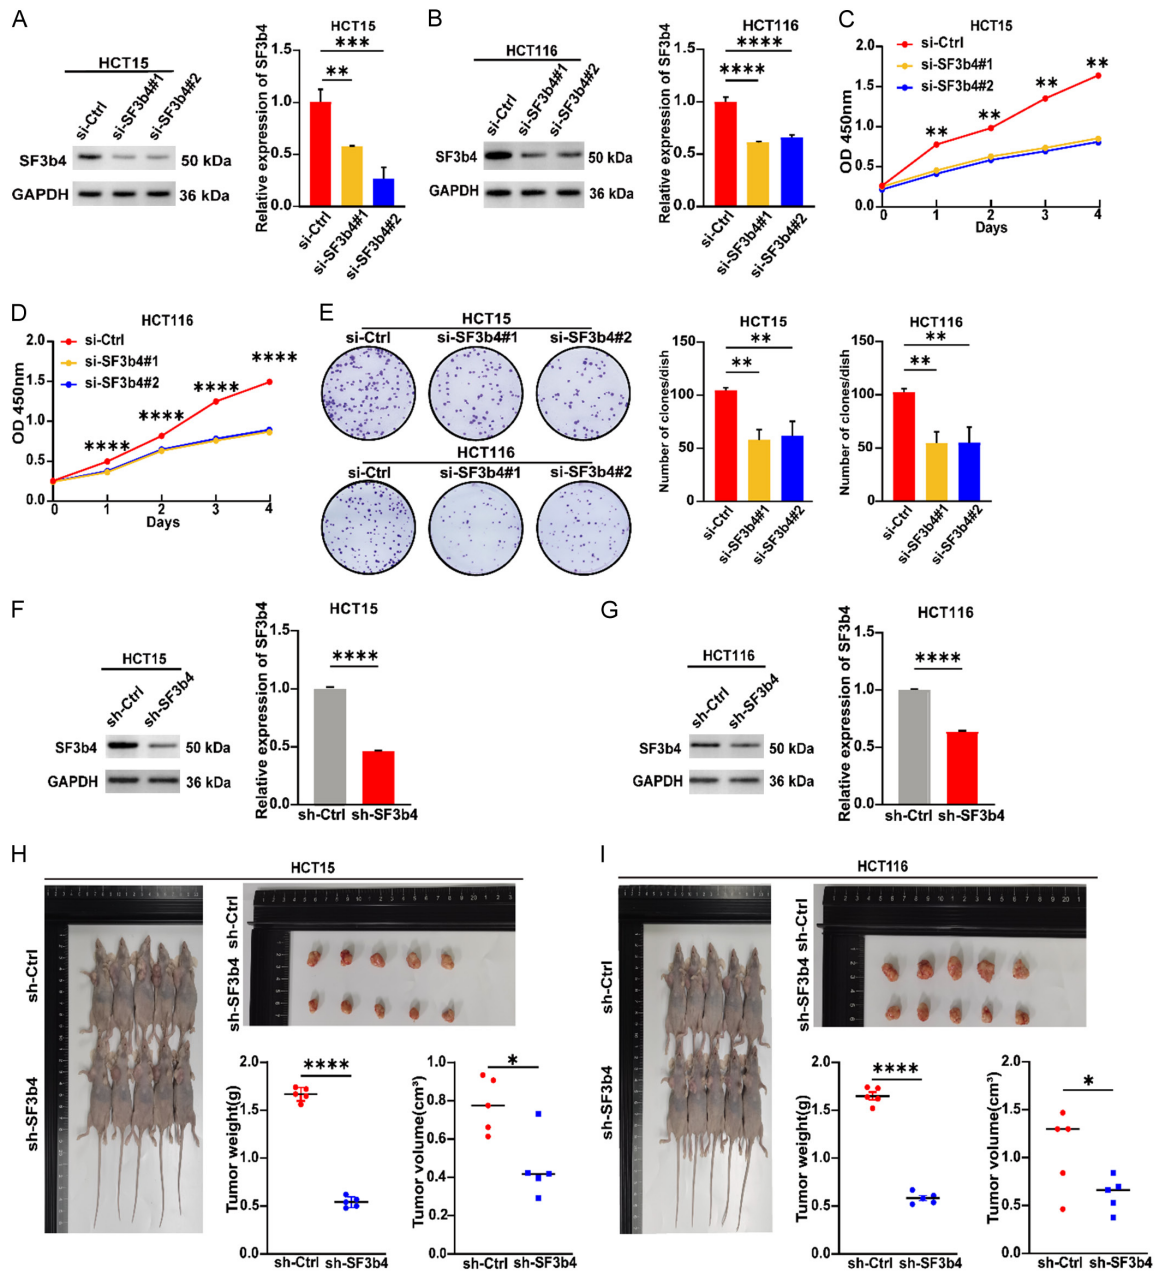 A
HCT15
si-Ctrl
si-SF3b4#1
si-SF3b4#2
SF3b4
50 kDa
GAPDH
36 kDa
HCT15
Relative expression of SF3b4
1.5
1.0
0.5
0.0
***
**
si-Ctrl
si-SF3b4#1
si-SF3b4#2
B
HCT116
si-Ctrl
si-SF3b4#1
si-SF3b4#2
SF3b4
50 kDa
GAPDH
36 kDa
HCT116
Relative expression of SF3b4
1.5
1.0
0.5
0.0
****
****
si-Ctrl
si-SF3b4#1
si-SF3b4#2
C
HCT15
si-Ctrl
si-SF3b4#1
si-SF3b4#2
OD 450nm
2.0
1.5
1.0
0.5
0.0
** ** ** **
0 1 2 3 4
Days
D
HCT116
si-Ctrl
si-SF3b4#1
si-SF3b4#2
OD 450nm
2.0
1.5
1.0
0.5
0.0
**** **** **** ****
0 1 2 3 4
Days
E
HCT15
si-Ctrl si-SF3b4#1 si-SF3b4#2
HCT116
si-Ctrl si-SF3b4#1 si-SF3b4#2
HCT15
Number of clones/dish
150
100
50
0
**
**
si-Ctrl
si-SF3b4#1
si-SF3b4#2
HCT116
Number of clones/dish
150
100
50
0
**
**
si-Ctrl
si-SF3b4#1
si-SF3b4#2
F
HCT15
sh-Ctrl
sh-SF3b4
SF3b4
50 kDa
GAPDH
36 kDa
HCT15
Relative expression of SF3b4
1.5
1.0
0.5
0.0
****
sh-Ctrl sh-SF3b4
G
HCT116
sh-Ctrl
sh-SF3b4
SF3b4
50 kDa
GAPDH
36 kDa
HCT116
Relative expression of SF3b4
1.5
1.0
0.5
0.0
****
sh-Ctrl sh-SF3b4
H
HCT15
sh-Ctrl
sh-SF3b4
sh-Ctrl
sh-SF3b4
Tumor weight(g)
2.0
1.5
1.0
0.5
0.0
****
sh-Ctrl sh-SF3b4
Tumor volume(cm³)
1.0
0.8
0.6
0.4
0.2
0.0
*
sh-Ctrl sh-SF3b4
I
HCT116
sh-Ctrl
sh-SF3b4
sh-Ctrl
sh-SF3b4
Tumor weight(g)
2.0
1.5
1.0
0.5
0.0
****
sh-Ctrl sh-SF3b4
Tumor volume(cm³)
2.0
1.5
1.0
0.5
0.0
*
sh-Ctrl sh-SF3b4